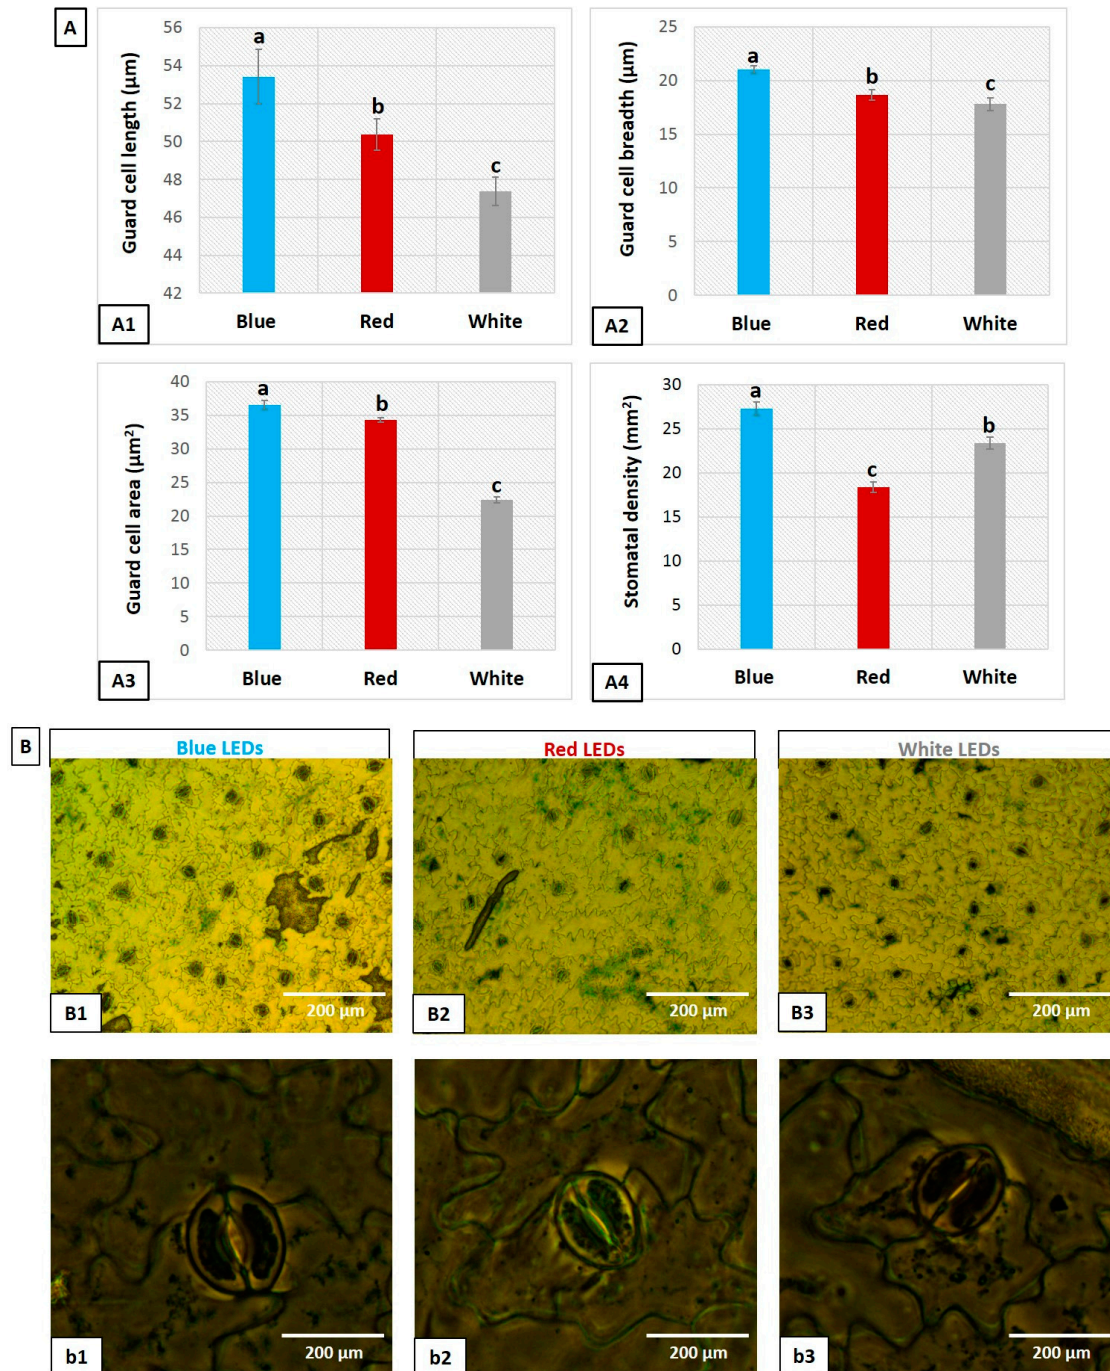 A
56
54
52
50
48
46
44
42
Guard cell length (µm)
a
b
c
Blue
Red
White
A1
25
20
15
10
5
0
Guard cell breadth (µm)
a
b
c
Blue
Red
White
A2
40
35
30
25
20
15
10
5
0
Guard cell area (µm²)
a
b
c
Blue
Red
White
A3
30
25
20
15
10
5
0
Stomatal density (mm²)
a
c
b
Blue
Red
White
A4
B
Blue LEDs
Red LEDs
White LEDs
200 µm
B1
200 µm
B2
200 µm
B3
200 µm
b1
200 µm
b2
200 µm
b3